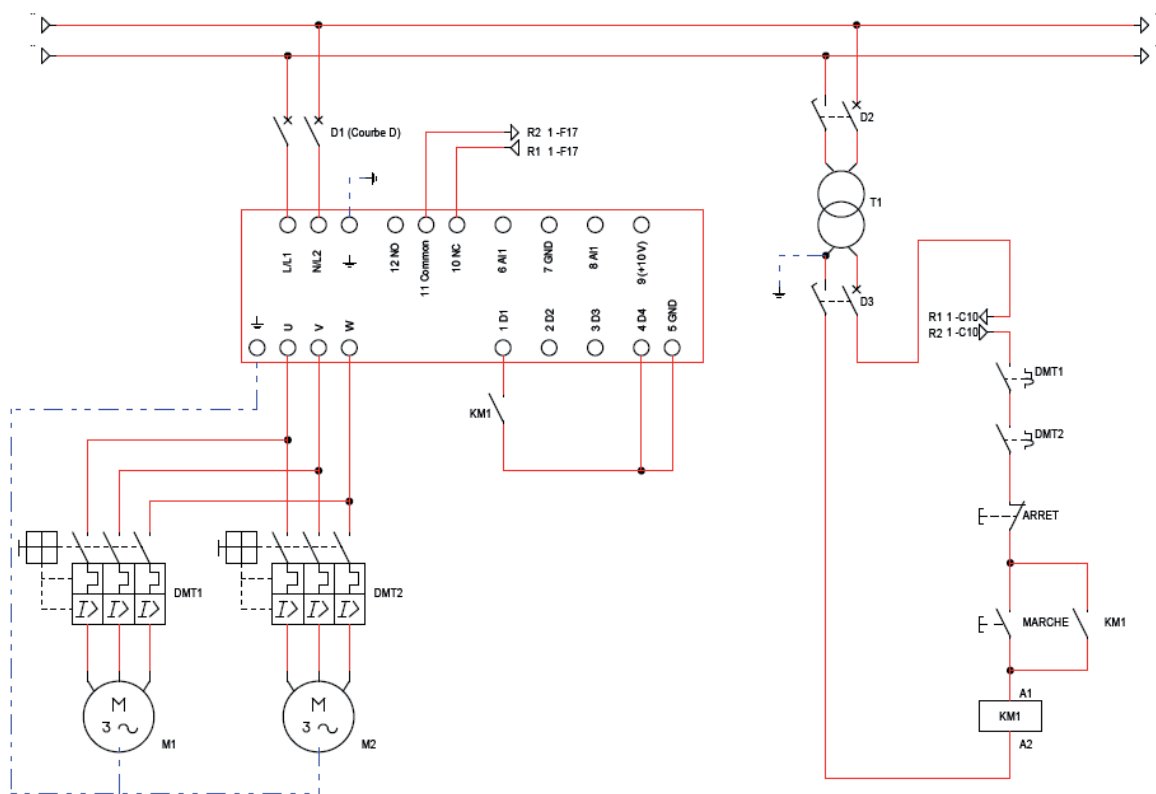 D1 (Courbe D)
R2 1 -F17
R1 1 -F17
D2
T1
L/L1
N/L2
12 NO
11 Common
10 NC
6 AI1
7 GND
8 AI1
9 (+10V)
U
V
W
1 D1
2 D2
3 D3
4 D4
5 GND
D3
R1 1 -C10
R2 1 -C10
DMT1
DMT2
KM1
ARRET
MARCHE
KM1
I> I> I>
DMT1
I> I> I>
DMT2
A1
KM1
A2
M
3
M1
M
3
M2